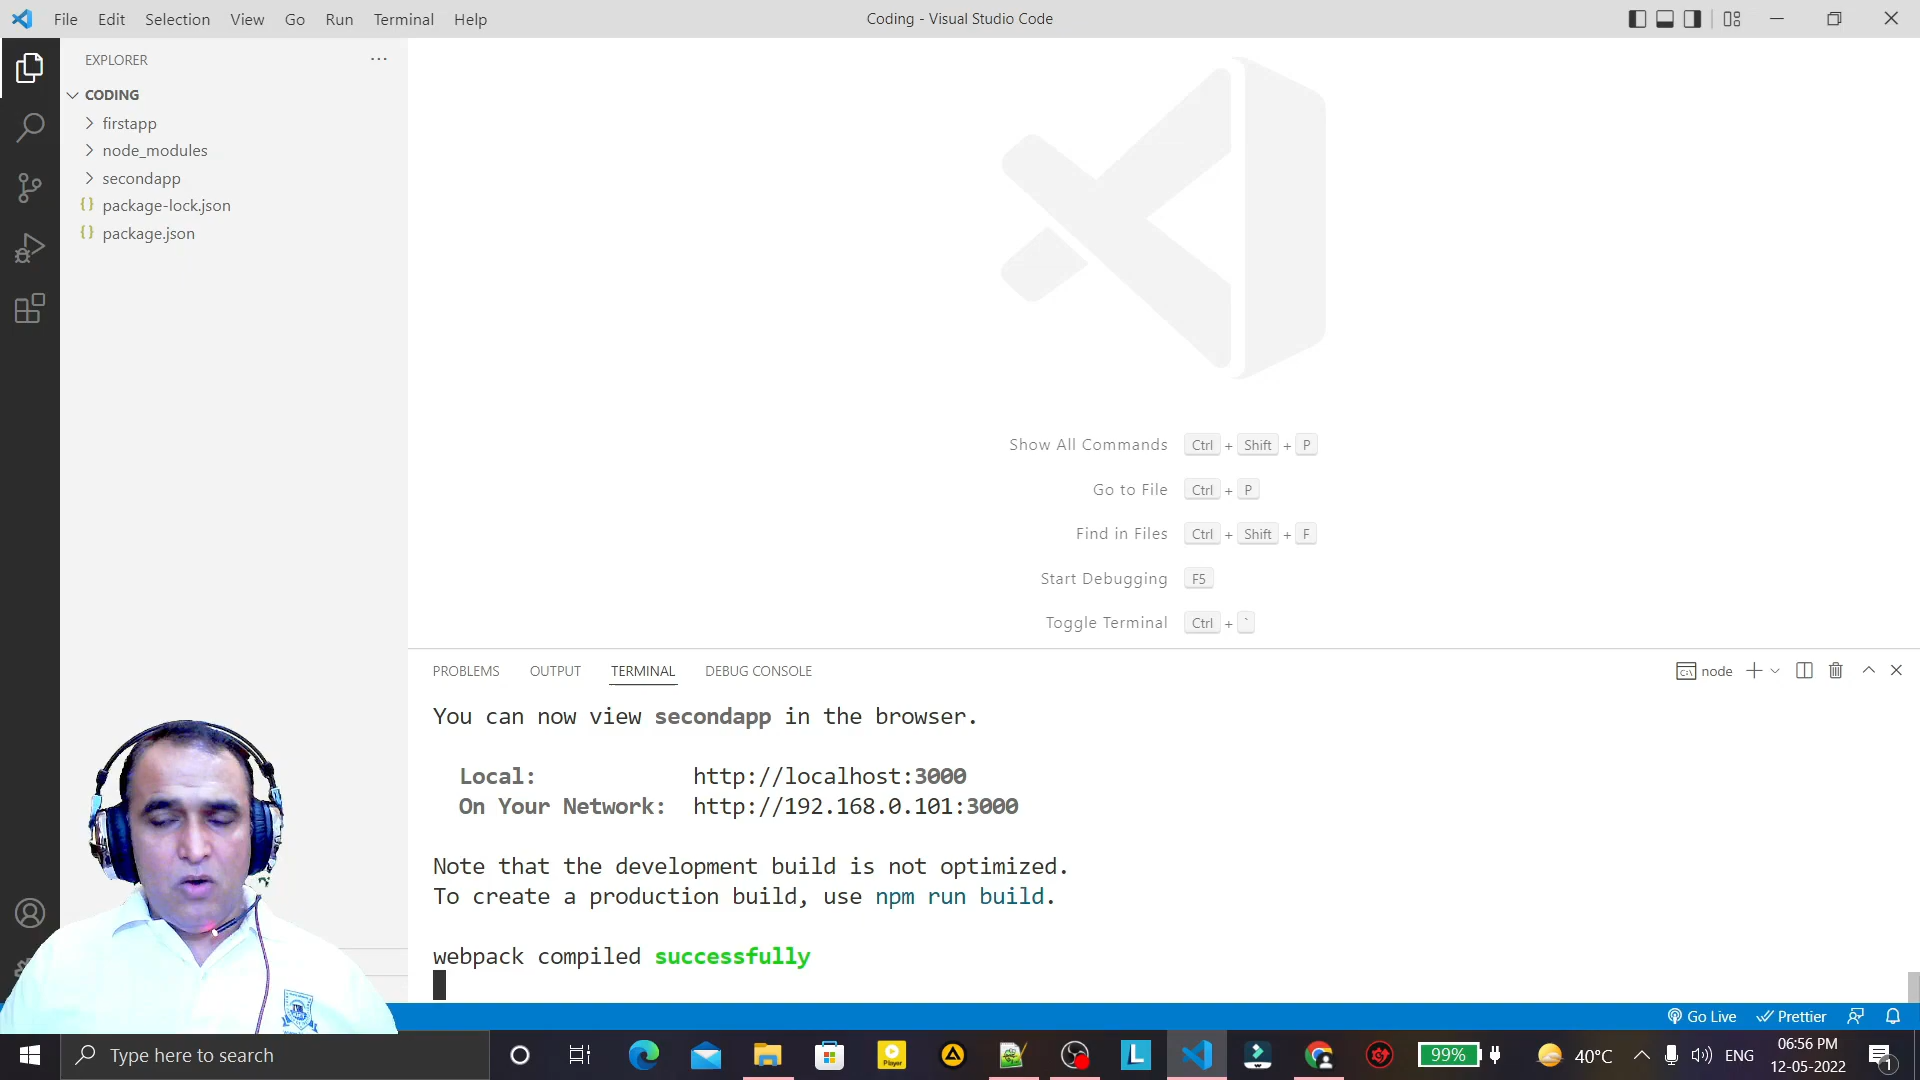 File Edit Selection View Go Run Terminal Help
Coding - Visual Studio Code
EXPLORER
CODING
firstapp
node_modules
secondapp
{} package-lock.json
{} package.json
Show All Commands Ctrl + Shift + P
Go to File Ctrl + P
Find in Files Ctrl + Shift + F
Start Debugging F5
Toggle Terminal Ctrl + `
PROBLEMS OUTPUT TERMINAL DEBUG CONSOLE
node
You can now view secondapp in the browser.
Local: http://localhost:3000
On Your Network: http://192.168.0.101:3000
Note that the development build is not optimized.
To create a production build, use npm run build.
webpack compiled successfully
Go Live Prettier
Type here to search
L
Player
99%
40°C
ENG
06:56 PM
12-05-2022
1